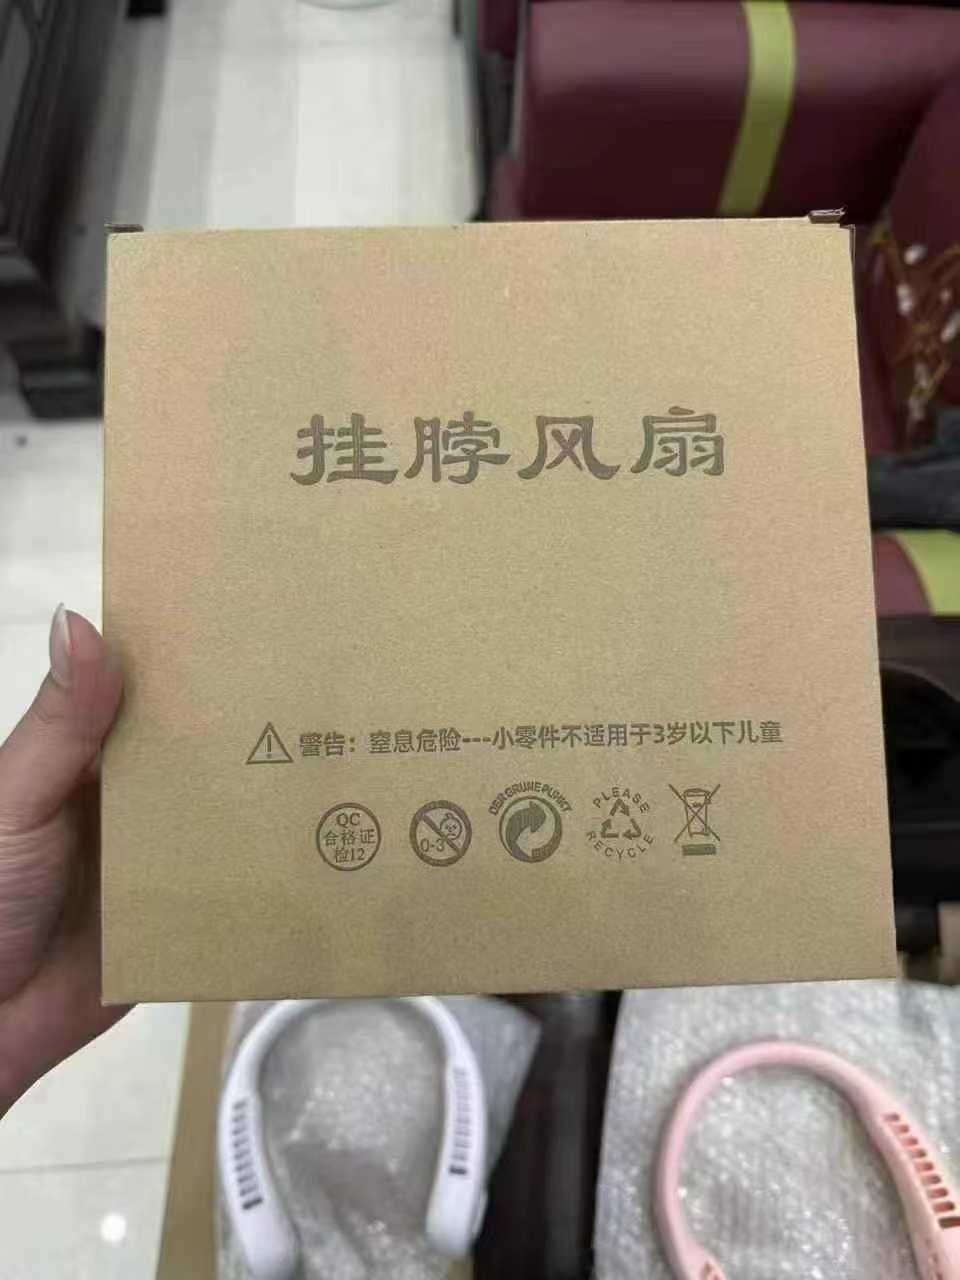 挂脖风扇
警告：窒息危险---小零件不适用于3岁以下儿童
QC
合格证
检12
0-3
DER GRUNE PUNKT
PLEASE
RECYCLE